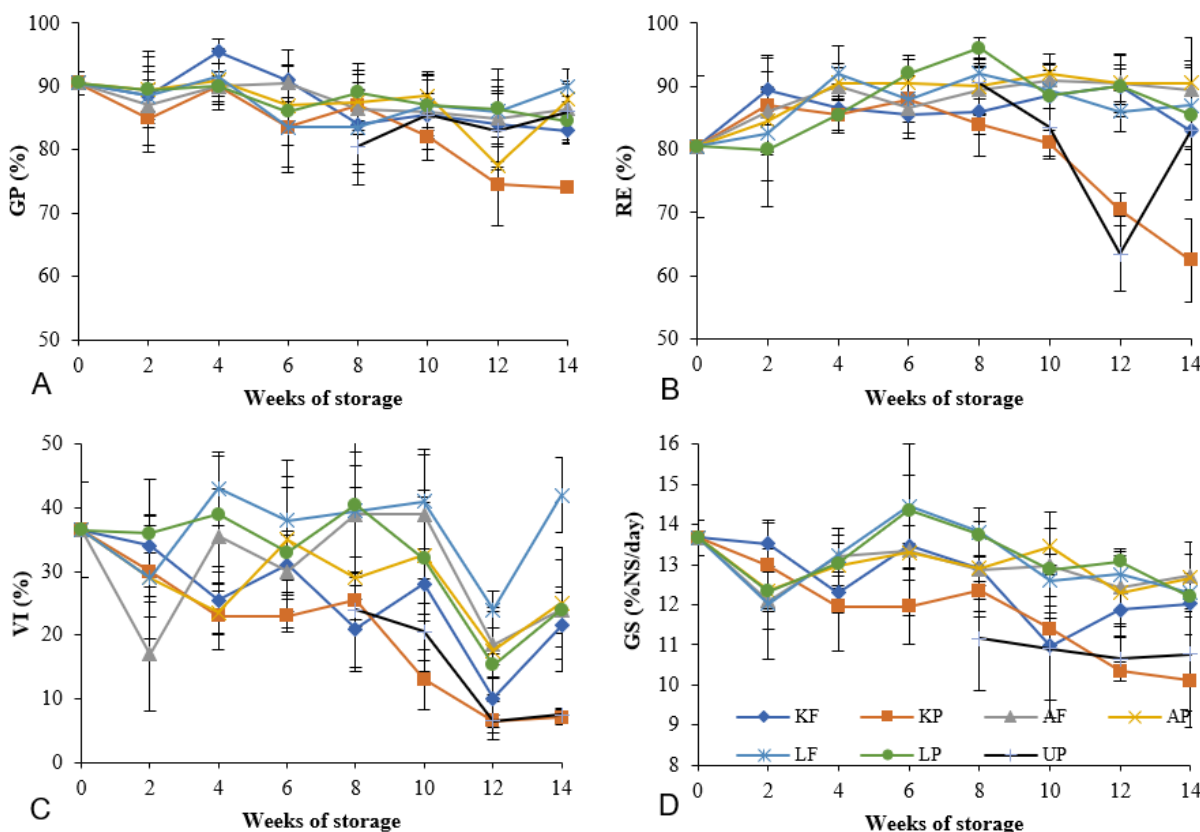 100
90
80
70
60
50
GP (%)
0 2 4 6 8 10 12 14
Weeks of storage
A
100
90
80
70
60
50
RE (%)
0 2 4 6 8 10 12 14
Weeks of storage
B
50
40
30
20
10
0
VI (%)
0 2 4 6 8 10 12 14
Weeks of storage
C
16
15
14
13
12
11
10
9
8
GS (%NS/day)
KF KP AF AP
LF LP UP
0 2 4 6 8 10 12 14
Weeks of storage
D